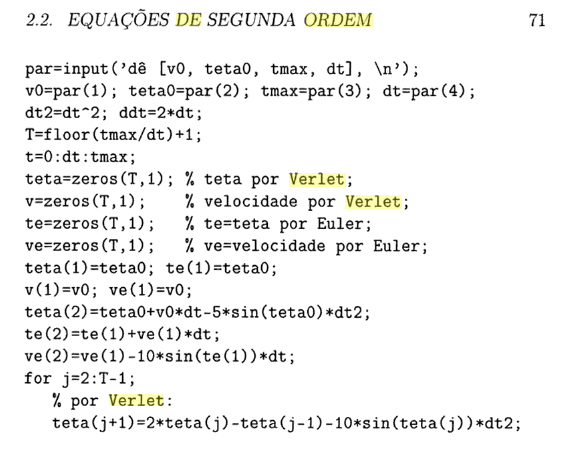 2.2. EQUAÇÕES DE SEGUNDA ORDEM 71
par=input('dê [v0, teta0, tmax, dt], \n');
v0=par(1); teta0=par(2); tmax=par(3); dt=par(4);
dt2=dt^2; ddt=2*dt;
T=floor(tmax/dt)+1;
t=0:dt:tmax;
teta=zeros(T,1); % teta por Verlet;
v=zeros(T,1); % velocidade por Verlet;
te=zeros(T,1); % te=teta por Euler;
ve=zeros(T,1); % ve=velocidade por Euler;
teta(1)=teta0; te(1)=teta0;
v(1)=v0; ve(1)=v0;
teta(2)=teta0+v0*dt-5*sin(teta0)*dt2;
te(2)=te(1)+ve(1)*dt;
ve(2)=ve(1)-10*sin(te(1))*dt;
for j=2:T-1;
% por Verlet:
teta(j+1)=2*teta(j)-teta(j-1)-10*sin(teta(j))*dt2;